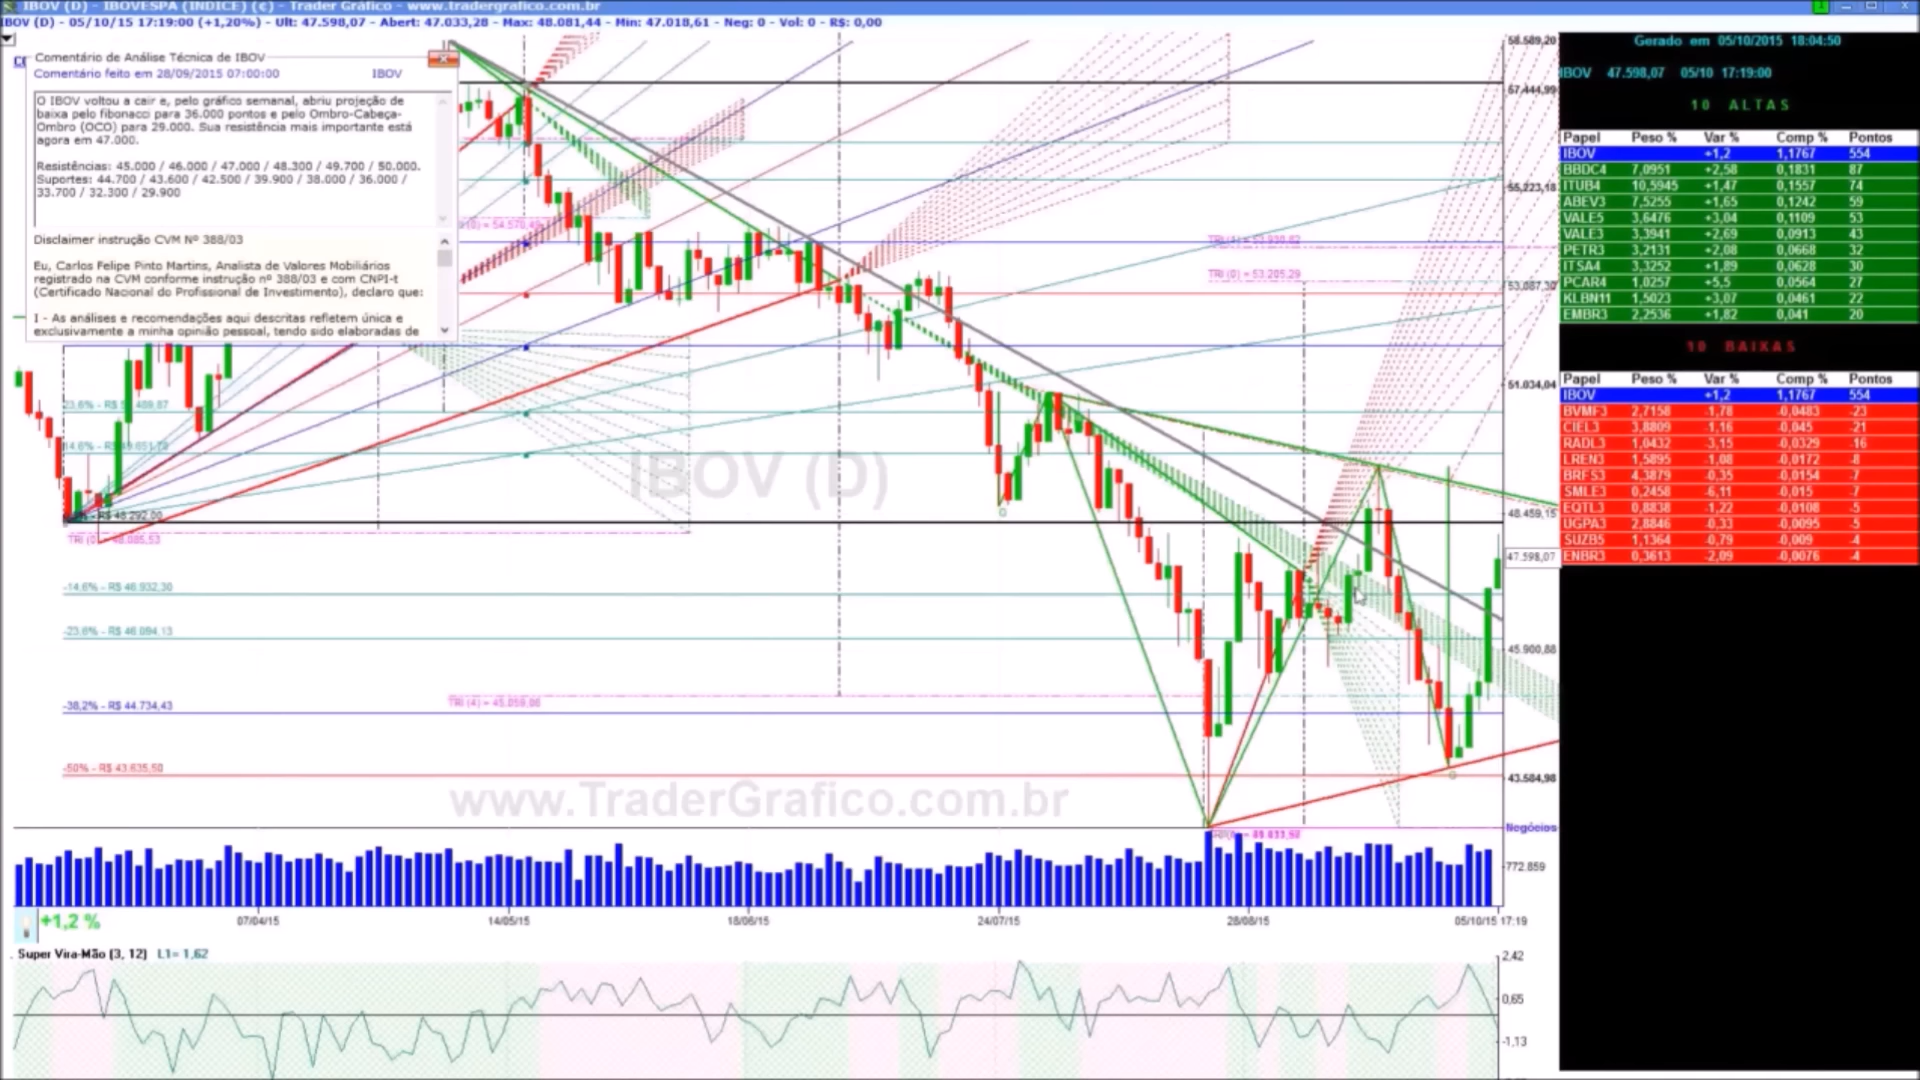 IBOV (D) - IBOVESPA (INDICE) (c) - Trader Gráfico - www.tradergrafico.com.br
IBOV (D) - 05/10/15 17:19:00 (+1,20%) - Ult: 47.598,07 - Abert: 47.033,28 - Max: 48.081,44 - Min: 47.018,61 - Neg: 0 - Vol: 0 - R$: 0,00
Comentário de Análise Técnica de IBOV
Comentário feito em 28/09/2015 07:00:00 IBOV
O IBOV voltou a cair e, pelo gráfico semanal, abriu projeção de
baixa pelo fibonacci para 36.000 pontos e pelo Ombro-Cabeça-
Ombro (OCO) para 29.000. Sua resistência mais importante está
agora em 47.000.
Resistências: 45.000 / 46.000 / 47.000 / 48.300 / 49.700 / 50.000.
Suportes: 44.700 / 43.600 / 42.500 / 39.900 / 38.000 / 36.000 /
33.700 / 32.300 / 29.900
Disclaimer instrução CVM Nº 388/03
Eu, Carlos Felipe Pinto Martins, Analista de Valores Mobiliários
registrado na CVM conforme instrução nº 388/03 e com CNPI-t
(Certificado Nacional do Profissional de Investimento), declaro que:
I - As análises e recomendações aqui descritas refletem única e
exclusivamente a minha opinião pessoal, tendo sido elaboradas de
58.589,20
57.444,99
55.223,18
TRI (0) = 53.205,29
53.087,30
51.034,04
IBOV (D)
48.459,15
R$ 48.292,00
TRI (0) = 48.085,53
47.598,07
-14,6% - R$ 46.932,30
-23,6% - R$ 46.094,13
45.900,88
TRI (4) = 45.059,06
-38,2% - R$ 44.734,43
-50% - R$ 43.635,50
43.584,98
www.TraderGrafico.com.br
Negócios
772.859
+1,2 %
07/04/15 14/05/15 18/06/15 24/07/15 28/08/15 05/10/15 17:19
Super Vira-Mão (3, 12) L1= 1,62
2,42
0,65
-1,13
Gerado em 05/10/2015 18:04:50
IBOV 47.598,07 05/10 17:19:00
10 ALTAS
Papel Peso % Var % Comp % Pontos
IBOV +1,2 1,1767 554
BBDC4 7,0951 +2,58 0,1831 87
ITUB4 10,5945 +1,47 0,1557 74
ABEV3 7,5255 +1,65 0,1242 59
VALE5 3,6476 +3,04 0,1109 53
VALE3 3,3941 +2,69 0,0913 43
PETR3 3,2131 +2,08 0,0668 32
ITSA4 3,3252 +1,89 0,0628 30
PCAR4 1,0257 +5,5 0,0564 27
KLBN11 1,5023 +3,07 0,0461 22
EMBR3 2,2536 +1,82 0,041 20
10 BAIXAS
Papel Peso % Var % Comp % Pontos
IBOV +1,2 1,1767 554
BVMF3 2,7158 -1,78 -0,0483 -23
CIEL3 3,8809 -1,16 -0,045 -21
RADL3 1,0432 -3,15 -0,0329 -16
LREN3 1,5895 -1,08 -0,0172 -8
BRFS3 4,3879 -0,35 -0,0154 -7
SMLE3 0,2458 -6,11 -0,015 -7
EQTL3 0,8838 -1,22 -0,0108 -5
UGPA3 2,8846 -0,33 -0,0095 -5
SUZB5 1,1364 -0,79 -0,009 -4
ENBR3 0,3613 -2,09 -0,0076 -4